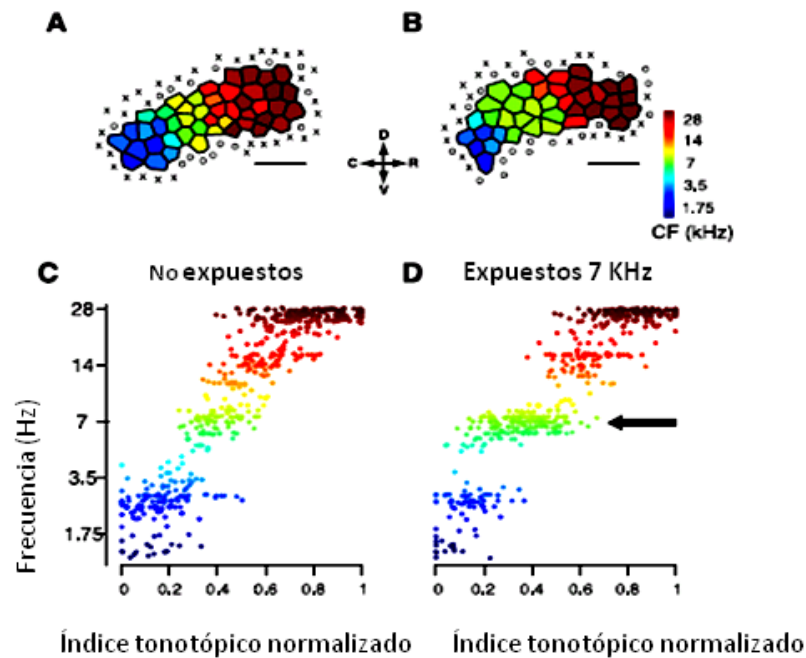 A
B
D
C R
V
28
14
7
3.5
1.75
CF (kHz)
C No expuestos
D Expuestos 7 KHz
Frecuencia (Hz)
28
14
7
3.5
1.75
0 0.2 0.6 0.6 0.8 1
0 0.2 0.4 0.6 0.8 1
Índice tonotópico normalizado
Índice tonotópico normalizado